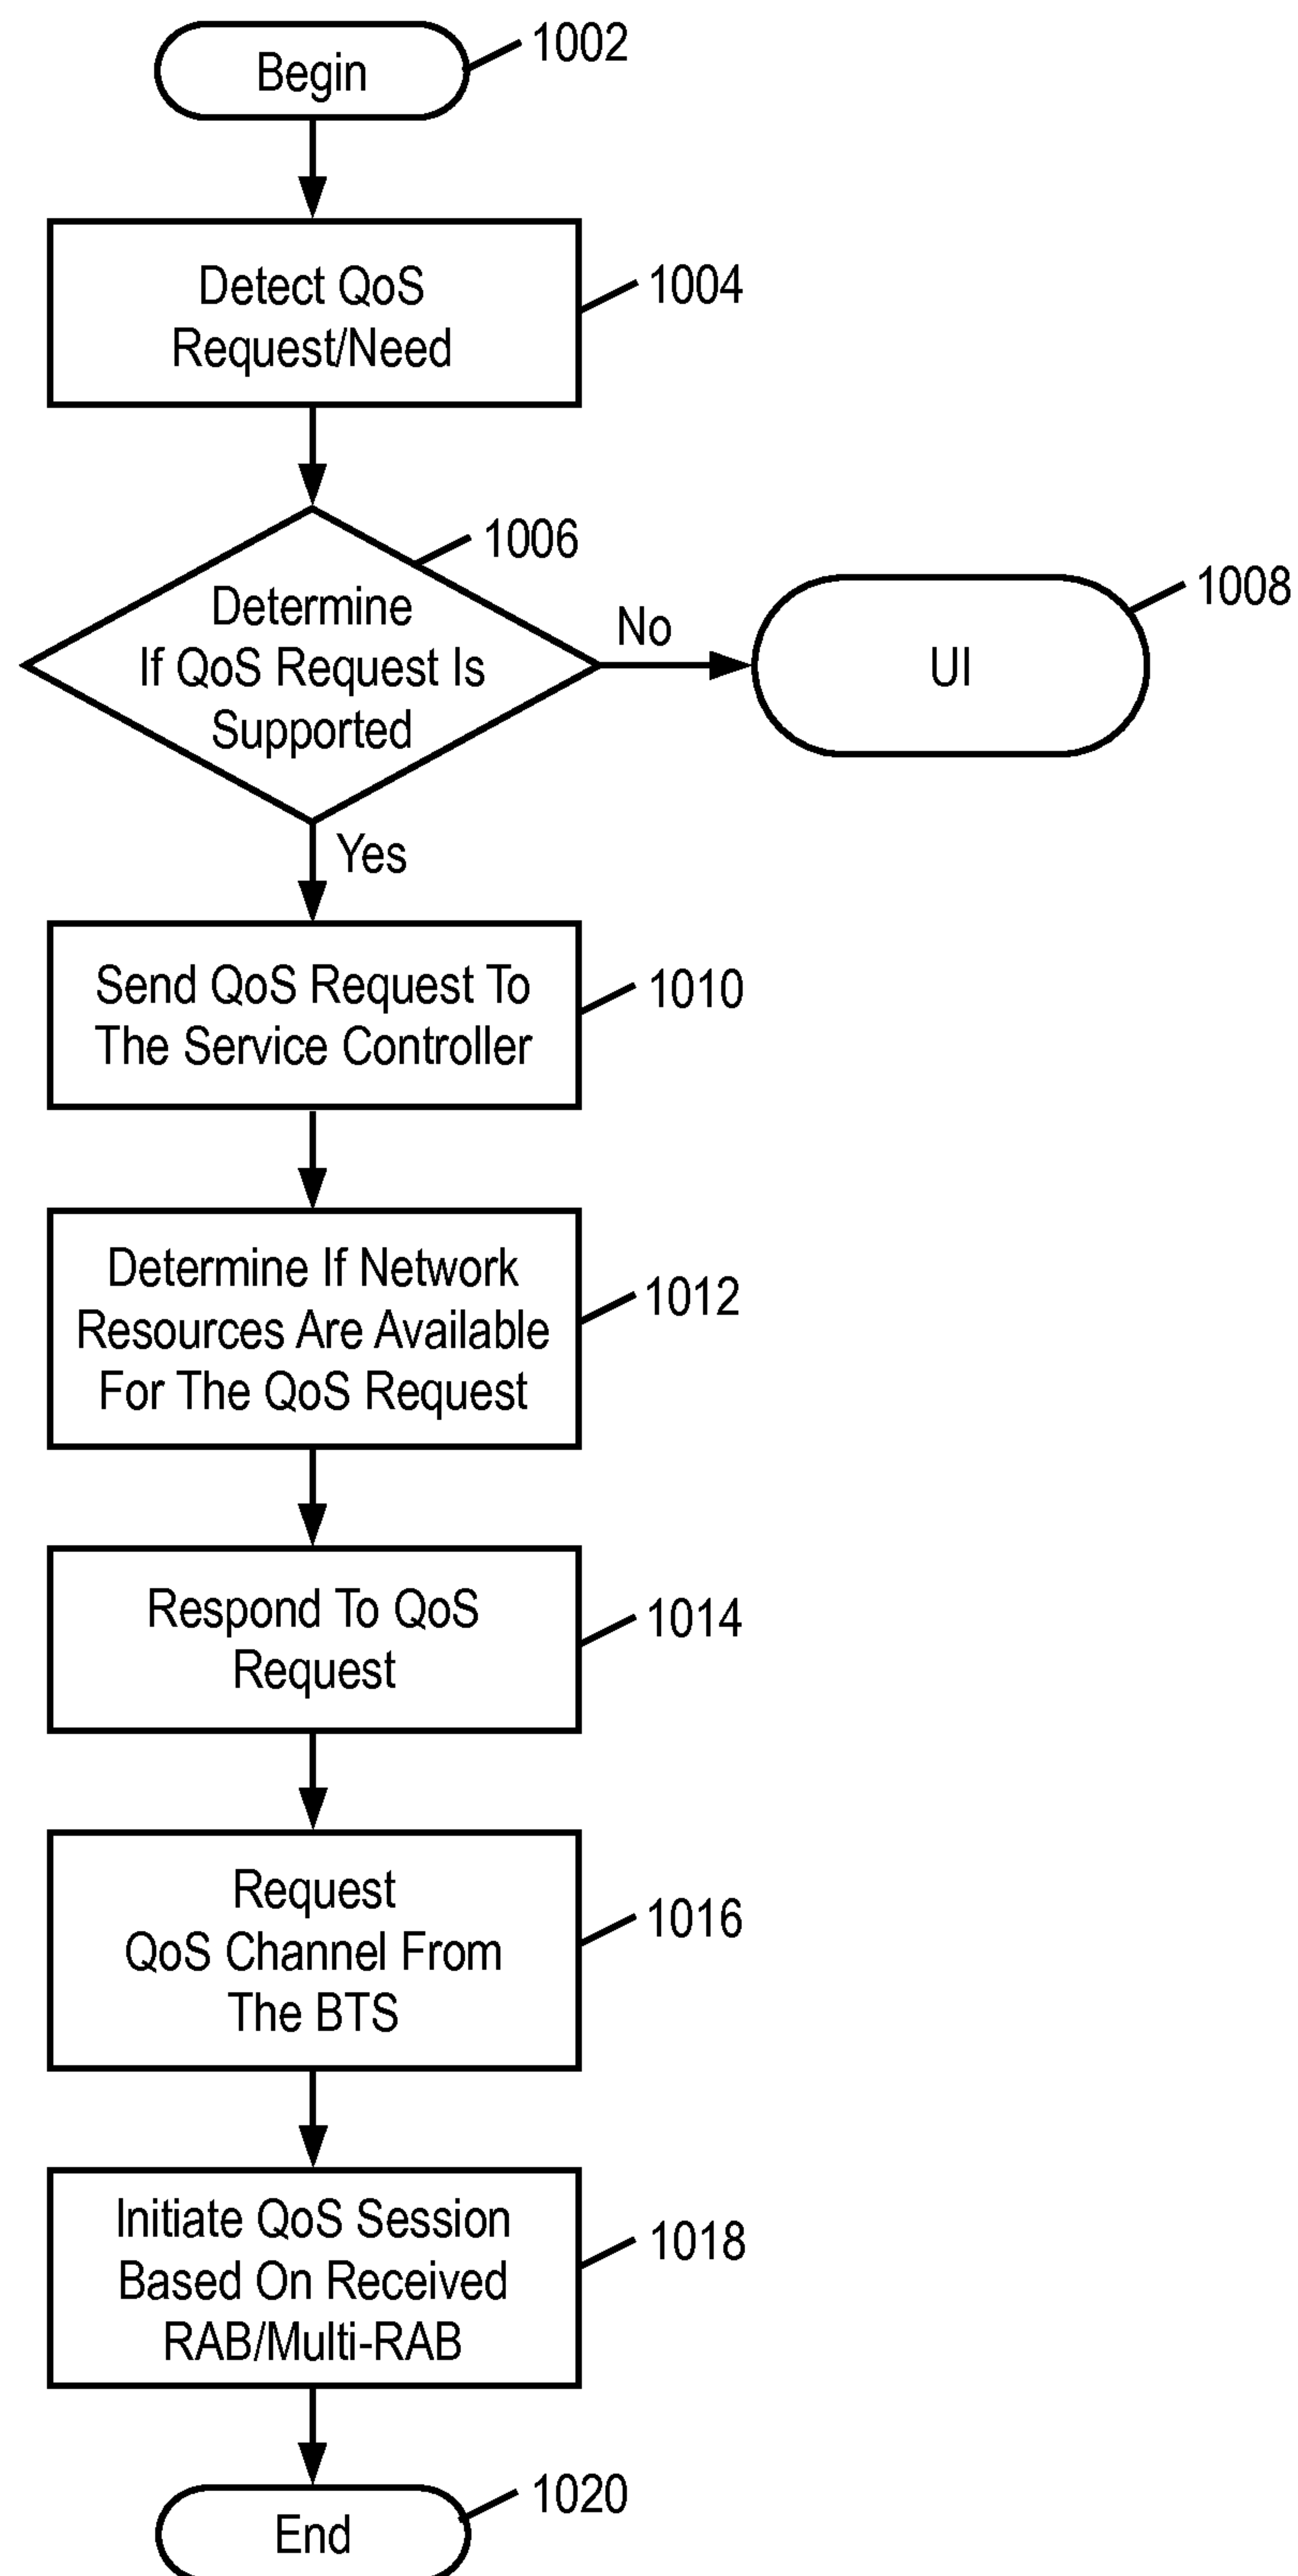 Begin
1002
Detect QoS
Request/Need
1004
1006
Determine
If QoS Request Is
Supported
No
UI
1008
Yes
Send QoS Request To
The Service Controller
1010
Determine If Network
Resources Are Available
For The QoS Request
1012
Respond To QoS
Request
1014
Request
QoS Channel From
The BTS
1016
Initiate QoS Session
Based On Received
RAB/Multi-RAB
1018
End
1020